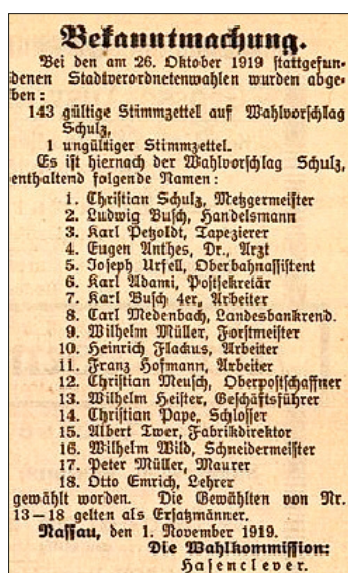 Bekanntmachung.
Bei den am 26. Oktober 1919 stattgefun-
denen Stadtverordnetenwahlen wurden abge-
ben:
143 gültige Stimmzettel auf Wahlvorschlag
Schulz,
1 ungültiger Stimmzettel.
Es ist hiernach der Wahlvorschlag Schulz,
enthaltend folgende Namen:
1. Christian Schulz, Metzgermeister
2. Ludwig Busch, Handelsmann
3. Karl Petzoldt, Tapezierer
4. Eugen Anthes, Dr., Arzt
5. Joseph Urfell, Oberbahnassistent
6. Karl Adami, Postsekretär
7. Karl Busch 4er, Arbeiter
8. Carl Medenbach, Landesbankrend.
9. Wilhelm Müller, Forstmeister
10. Heinrich Flackus, Arbeiter
11. Franz Hofmann, Arbeiter
12. Christian Meusch, Oberpostschaffner
13. Wilhelm Heister, Geschäftsführer
14. Christian Pape, Schlosser
15. Albert Twer, Fabrikdirektor
16. Wilhelm Wild, Schneidermeister
17. Peter Müller, Maurer
18. Otto Emrich, Lehrer
gewählt worden. Die Gewählten von Nr.
13–18 gelten als Ersatzmänner.
Nassau, den 1. November 1919.
Die Wahlkommission:
Hasenclever.